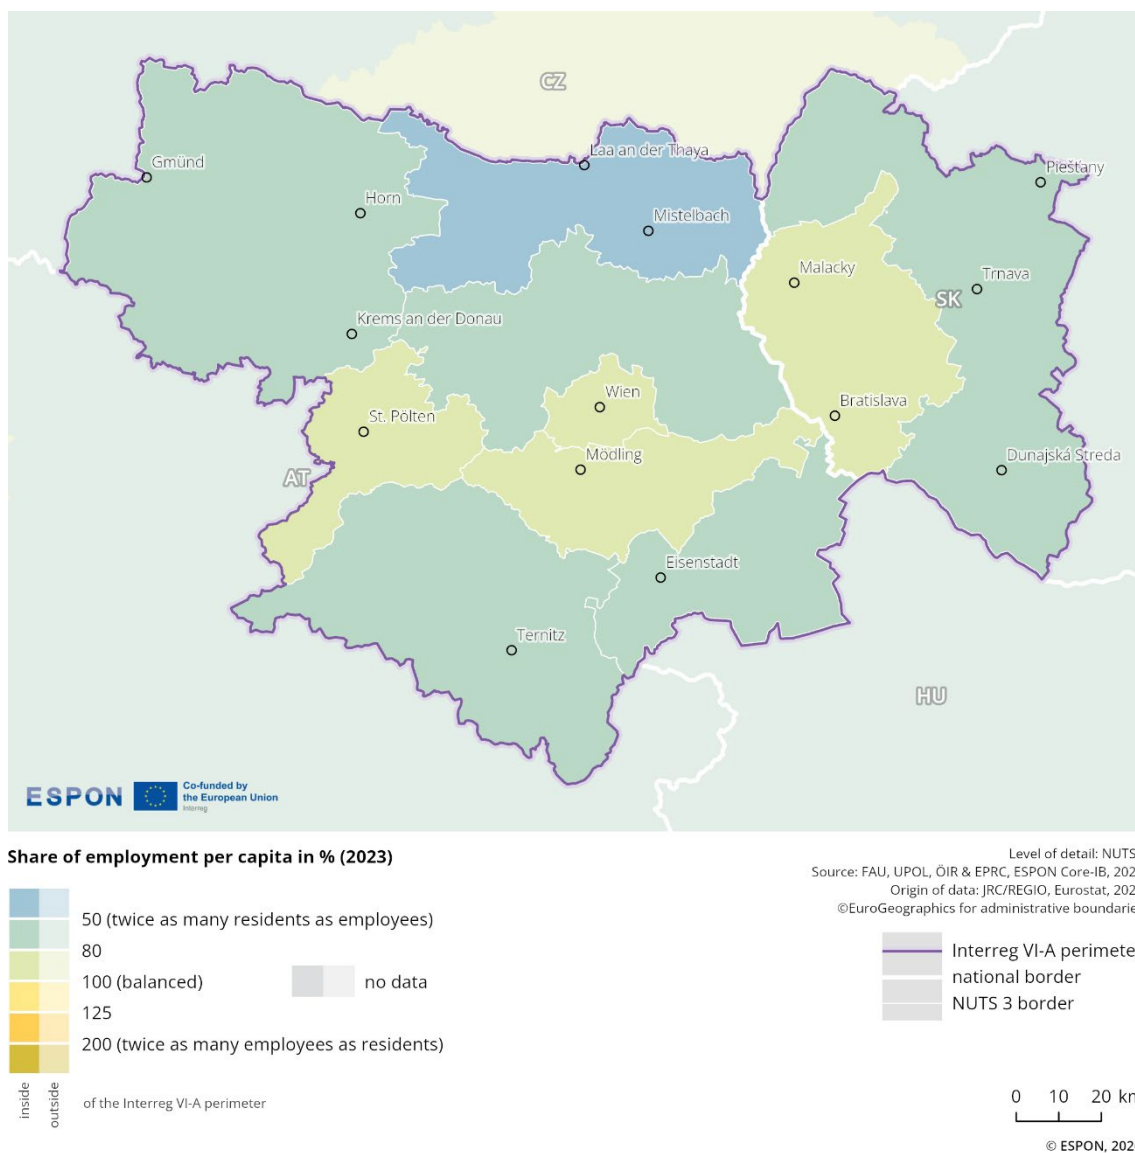 CZ
Laa an der Thaya
Gmünd
Piešťany
Horn
Mistelbach
Malacky
Trnava
SK
Krems an der Donau
Wien
St. Pölten
Bratislava
Mödling
Dunajská Streda
AT
Eisenstadt
Ternitz
HU
ESPON
Co-funded by
the European Union
Interreg
Share of employment per capita in % (2023)
50 (twice as many residents as employees)
80
100 (balanced)
125
200 (twice as many employees as residents)
no data
inside
outside
of the Interreg VI-A perimeter
Level of detail: NUTS
Source: FAU, UPOL, ÖIR & EPRC, ESPON Core-IB, 202
Origin of data: JRC/REGIO, Eurostat, 202
©EuroGeographics for administrative boundarie
Interreg VI-A perimete
national border
NUTS 3 border
0 10 20 km
© ESPON, 202